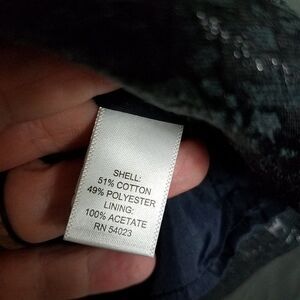 SHELL:
51% COTTON
49% POLYESTER
LINING:
100% ACETATE
RN 54023